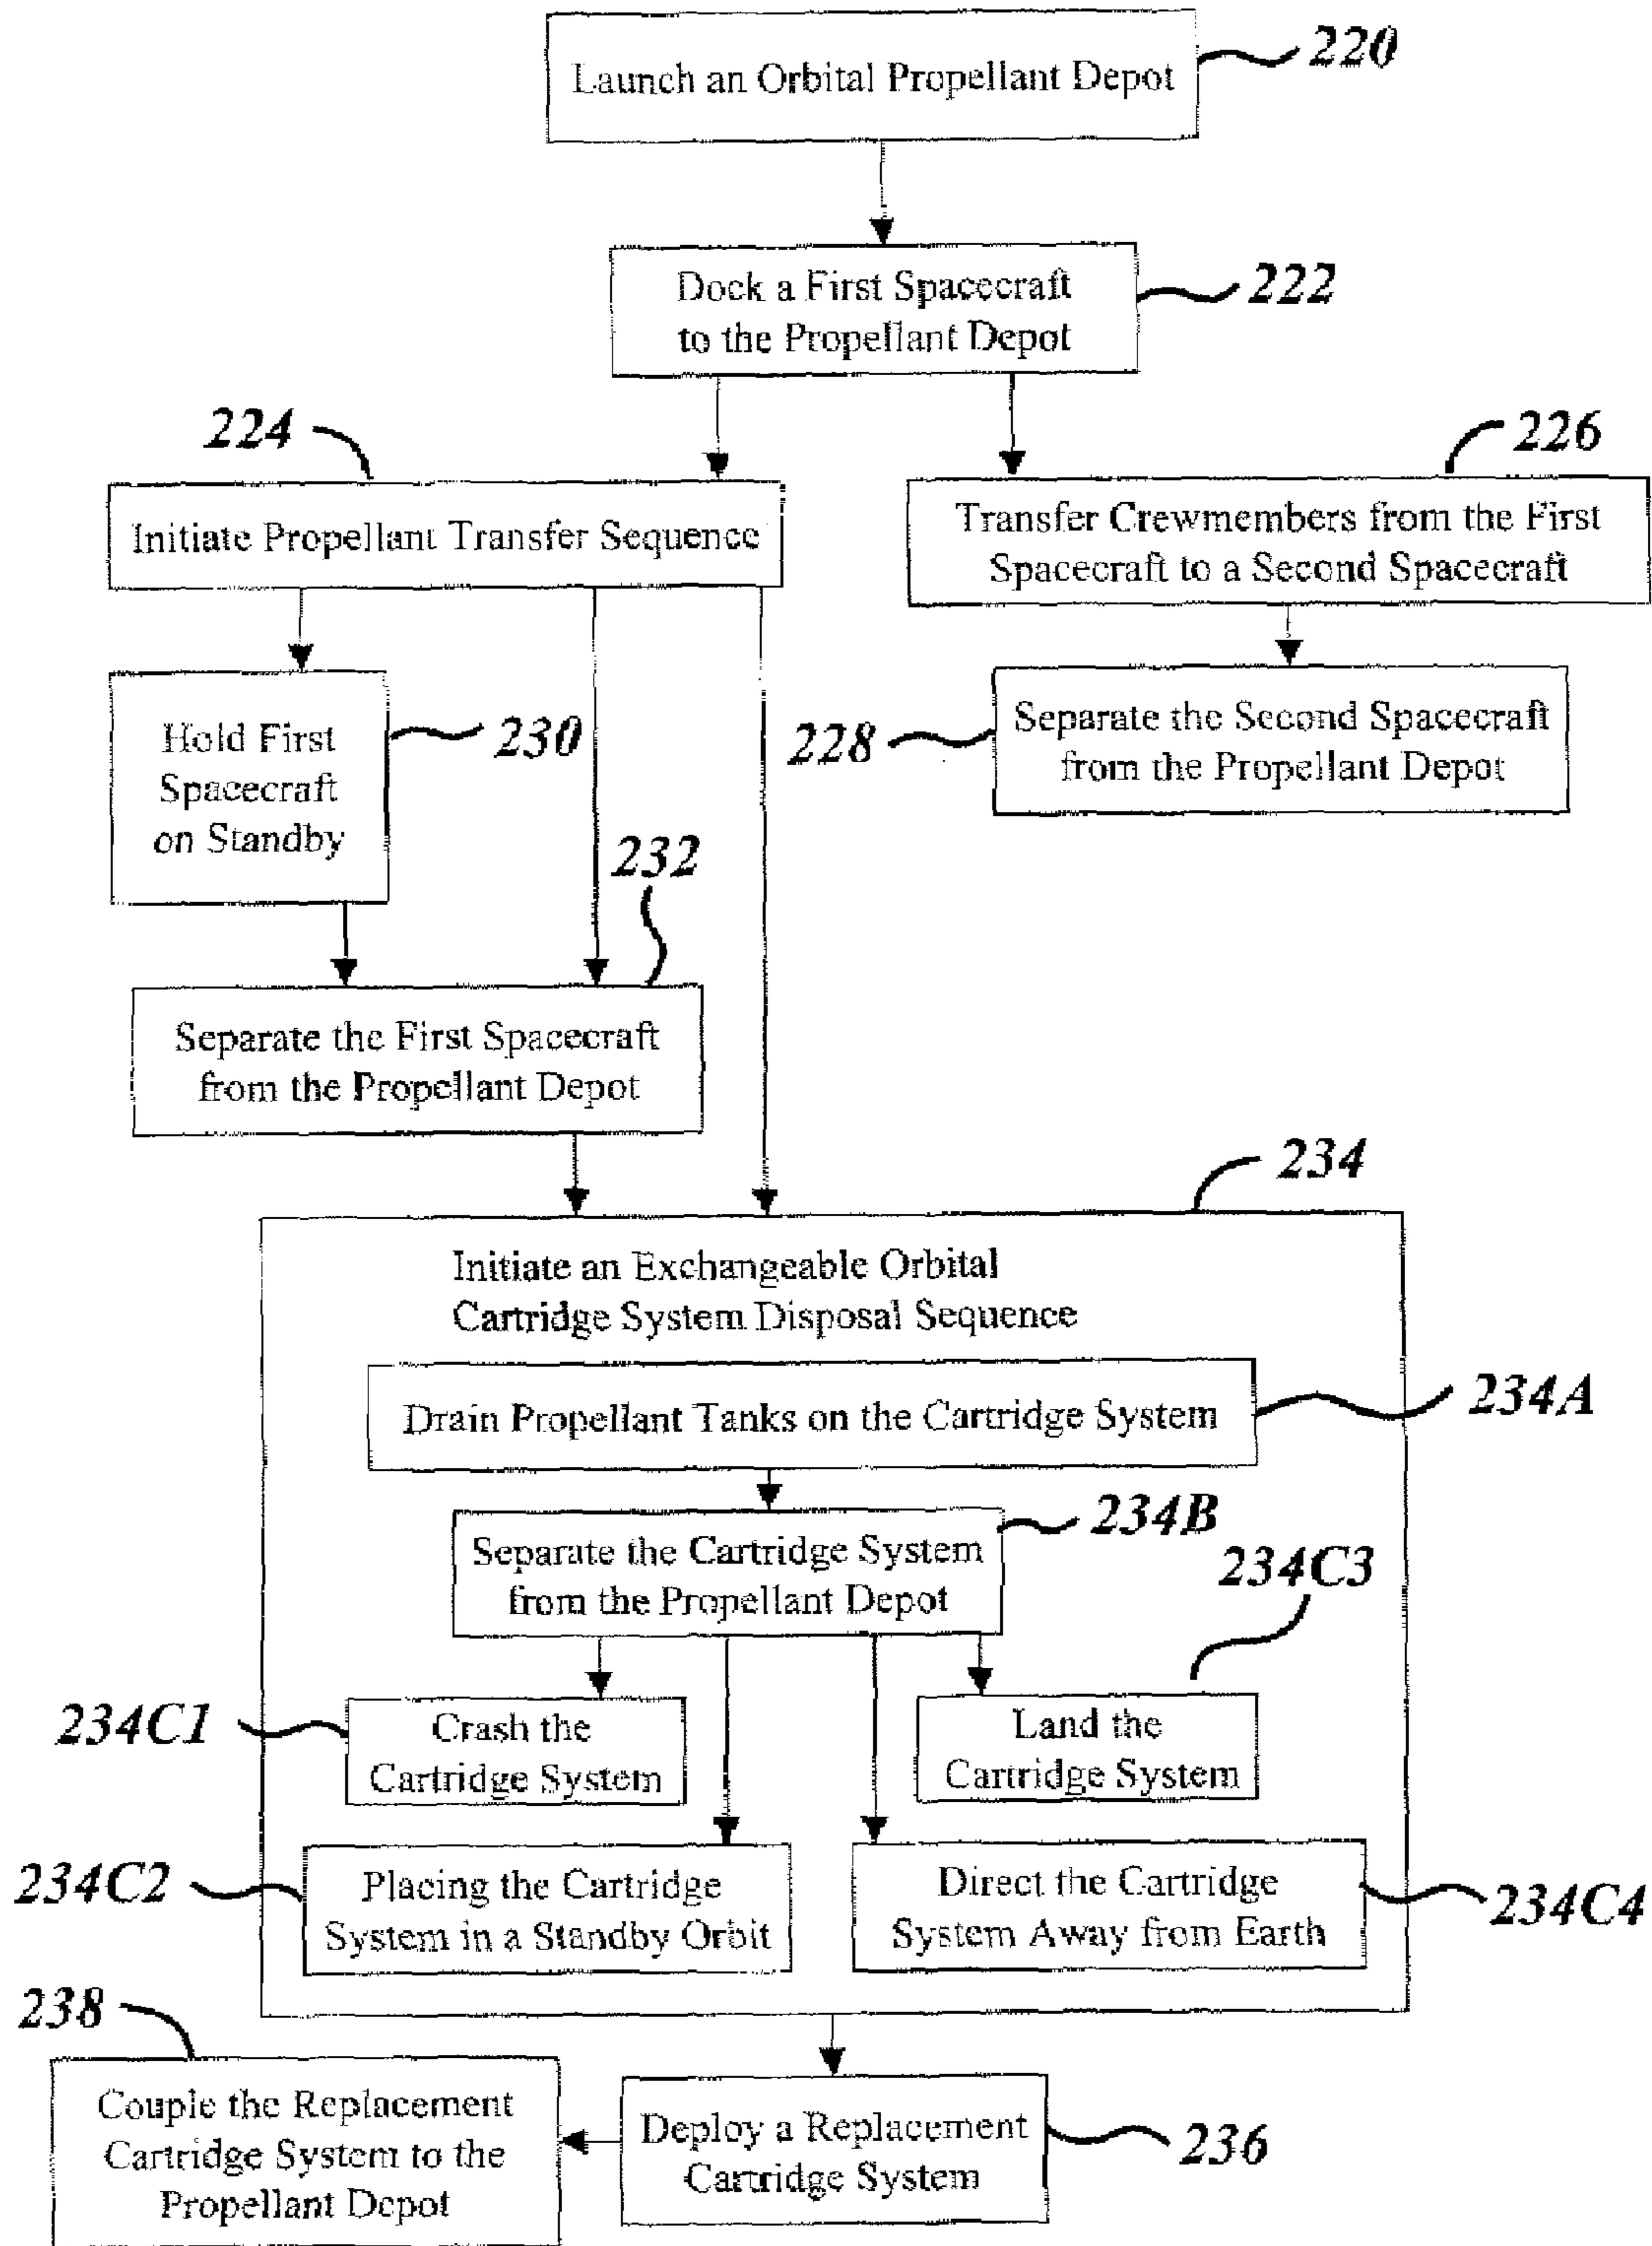 Launch an Orbital Propellant Depot
220
Dock a First Spacecraft
to the Propellant Depot
222
224
226
Initiate Propellant Transfer Sequence
Transfer Crewmembers from the First
Spacecraft to a Second Spacecraft
Hold First
Spacecraft
on Standby
230
228
Separate the Second Spacecraft
from the Propellant Depot
232
Separate the First Spacecraft
from the Propellant Depot
234
Initiate an Exchangeable Orbital
Cartridge System Disposal Sequence
Drain Propellant Tanks on the Cartridge System
234A
234B
Separate the Cartridge System
from the Propellant Depot
234C3
234C1
Crash the
Cartridge System
Land the
Cartridge System
234C2
Placing the Cartridge
System in a Standby Orbit
Direct the Cartridge
System Away from Earth
234C4
238
Couple the Replacement
Cartridge System to the
Propellant Depot
Deploy a Replacement
Cartridge System
236